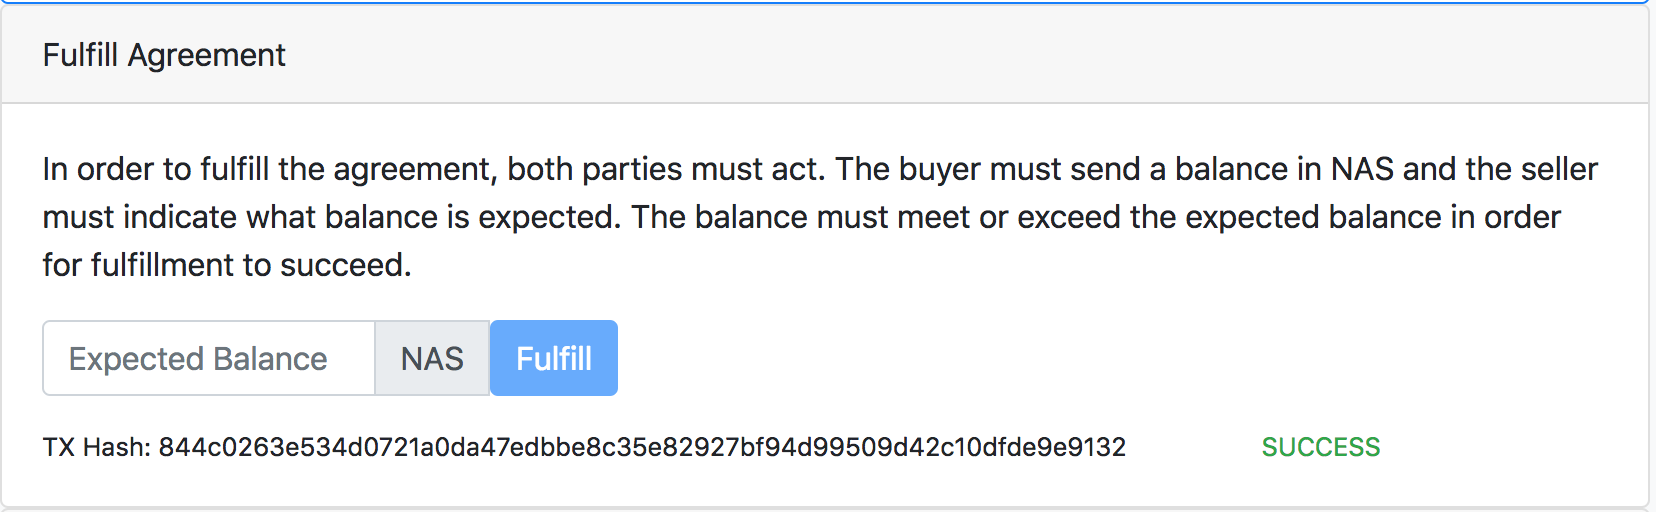 Fulfill Agreement
In order to fulfill the agreement, both parties must act. The buyer must send a balance in NAS and the seller
must indicate what balance is expected. The balance must meet or exceed the expected balance in order
for fulfillment to succeed.
Expected Balance NAS Fulfill
TX Hash: 844c0263e534d0721a0da47edbbe8c35e82927bf94d99509d42c10dfde9e9132 SUCCESS